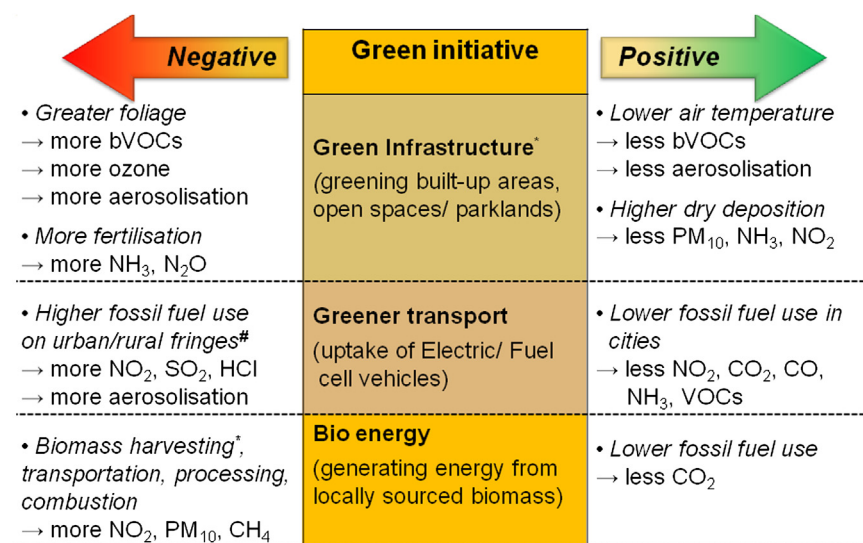 Negative
Green initiative
Positive
• Greater foliage
→ more bVOCs
→ more ozone
→ more aerosolisation
• More fertilisation
→ more NH₃, N₂O
Green Infrastructure*
(greening built-up areas,
open spaces/ parklands)
• Lower air temperature
→ less bVOCs
→ less aerosolisation
• Higher dry deposition
→ less PM₁₀, NH₃, NO₂
• Higher fossil fuel use
on urban/rural fringes#
→ more NO₂, SO₂, HCl
→ more aerosolisation
Greener transport
(uptake of Electric/ Fuel
cell vehicles)
• Lower fossil fuel use in
cities
→ less NO₂, CO₂, CO,
NH₃, VOCs
• Biomass harvesting*,
transportation, processing,
combustion
→ more NO₂, PM₁₀, CH₄
Bio energy
(generating energy from
locally sourced biomass)
• Lower fossil fuel use
→ less CO₂